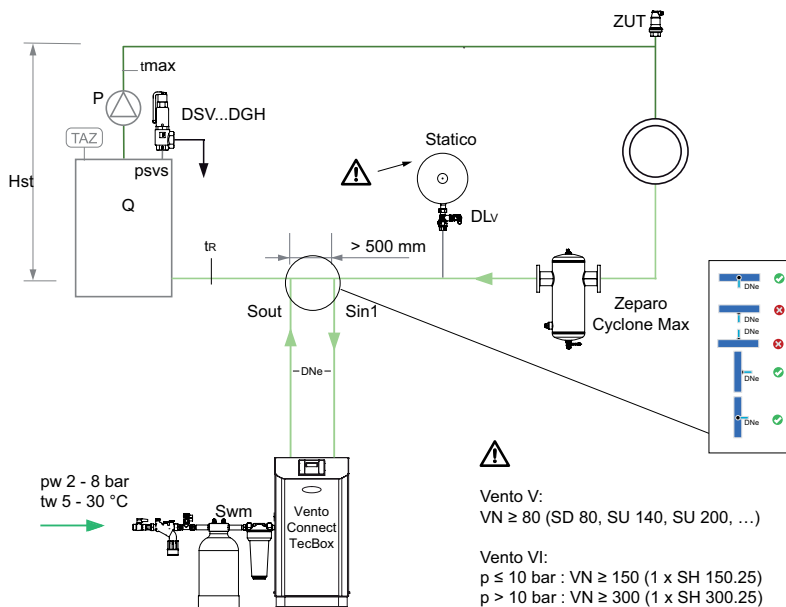 ZUT
tmax
P
DSV...DGH
TAZ
Statico
psvs
Hst
Q
DLV
tR
> 500 mm
Zeparo
Cyclone Max
Sout
Sin1
DNe
DNe
DNe
DNe
DNe
DNe
pw 2 - 8 bar
tw 5 - 30 °C
Swm
Vento
Connect
TecBox
Vento V:
VN ≥ 80 (SD 80, SU 140, SU 200, …)
Vento VI:
p ≤ 10 bar : VN ≥ 150 (1 x SH 150.25)
p > 10 bar : VN ≥ 300 (1 x SH 300.25)